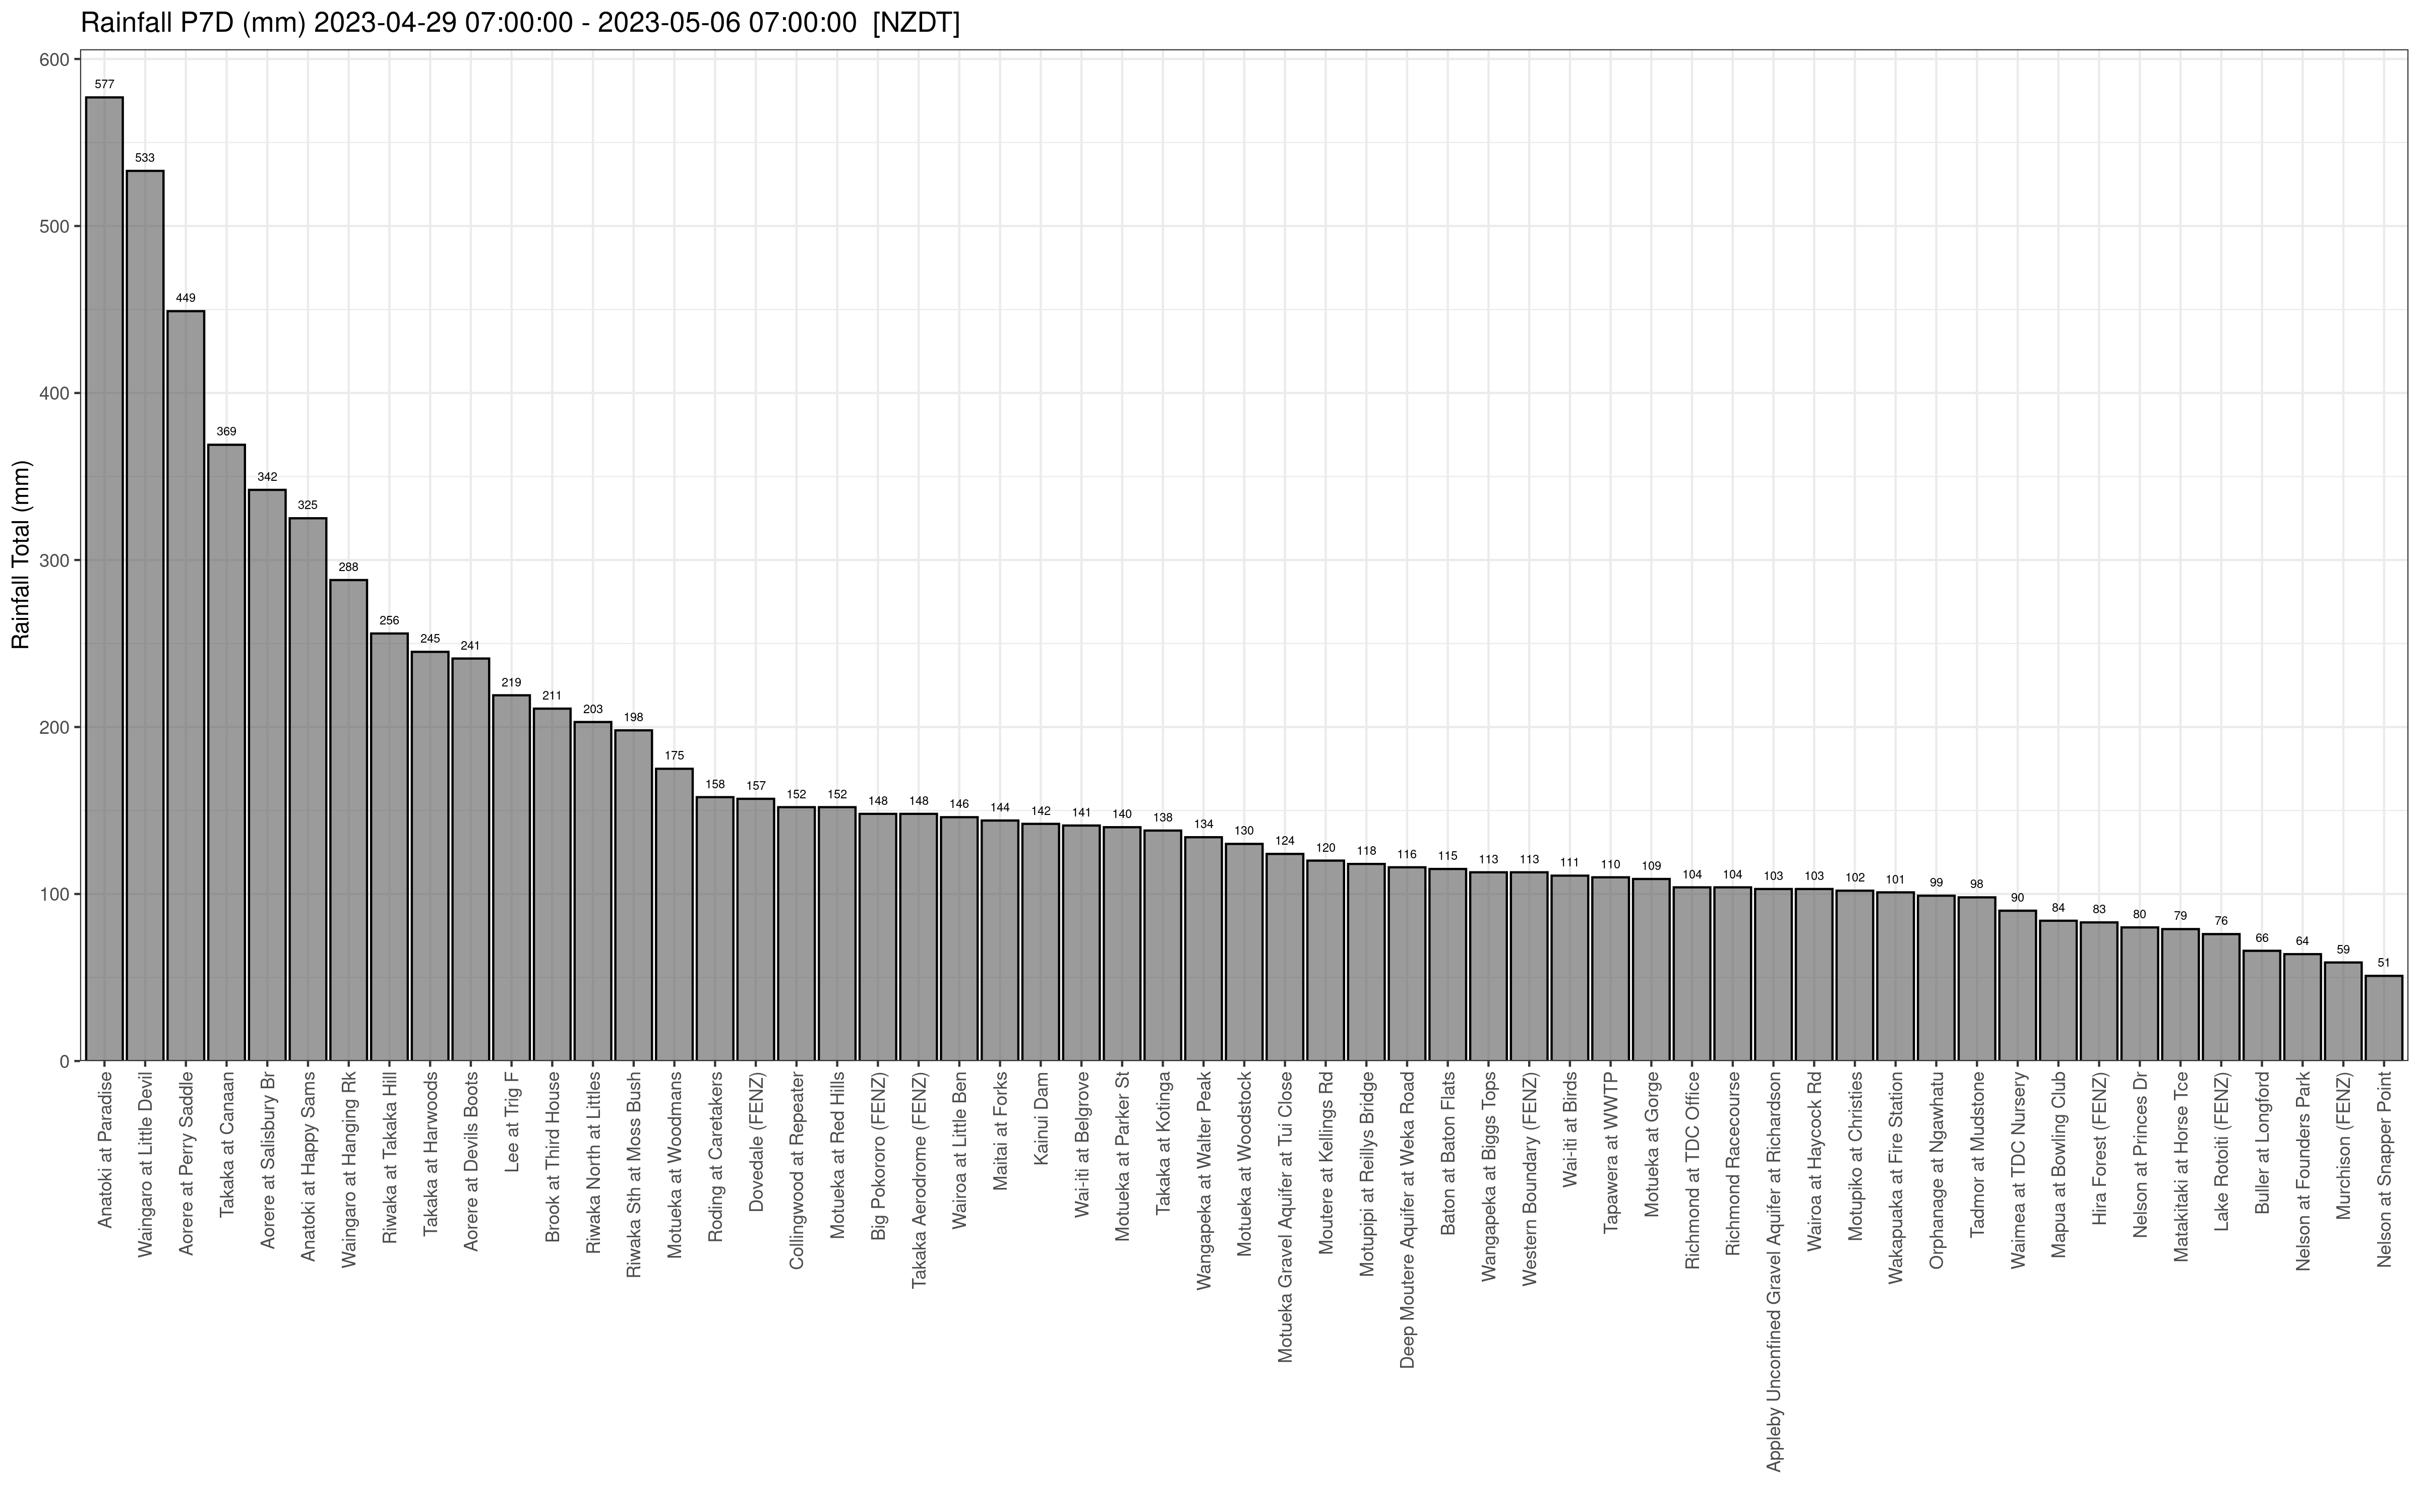 Rainfall P7D (mm) 2023-04-29 07:00:00 - 2023-05-06 07:00:00  [NZDT]
Rainfall Total (mm)
600
500
400
300
200
100
0
577
533
449
369
342
325
288
256
245
241
219
211
203
198
175
158
157
152
152
148
148
146
144
142
141
140
138
134
130
124
120
118
116
115
113
113
111
110
109
104
104
103
103
102
101
99
98
90
84
83
80
79
76
66
64
59
51
Anatoki at Paradise
Waingaro at Little Devil
Aorere at Perry Saddle
Takaka at Canaan
Aorere at Salisbury Br
Anatoki at Happy Sams
Waingaro at Hanging Rk
Riwaka at Takaka Hill
Takaka at Harwoods
Aorere at Devils Boots
Lee at Trig F
Brook at Third House
Riwaka North at Littles
Riwaka Sth at Moss Bush
Motueka at Woodmans
Roding at Caretakers
Dovedale (FENZ)
Collingwood at Repeater
Motueka at Red Hills
Big Pokororo (FENZ)
Takaka Aerodrome (FENZ)
Wairoa at Little Ben
Maitai at Forks
Kainui Dam
Wai-iti at Belgrove
Motueka at Parker St
Takaka at Kotinga
Wangapeka at Walter Peak
Motueka at Woodstock
Motueka Gravel Aquifer at Tui Close
Moutere at Kellings Rd
Motupipi at Reillys Bridge
Deep Moutere Aquifer at Weka Road
Baton at Baton Flats
Wangapeka at Biggs Tops
Western Boundary (FENZ)
Wai-iti at Birds
Tapawera at WWTP
Motueka at Gorge
Richmond at TDC Office
Richmond Racecourse
Appleby Unconfined Gravel Aquifer at Richardson
Wairoa at Haycock Rd
Motupiko at Christies
Wakapuaka at Fire Station
Orphanage at Ngawhatu
Tadmor at Mudstone
Waimea at TDC Nursery
Mapua at Bowling Club
Hira Forest (FENZ)
Nelson at Princes Dr
Matakitaki at Horse Tce
Lake Rotoiti (FENZ)
Buller at Longford
Nelson at Founders Park
Murchison (FENZ)
Nelson at Snapper Point